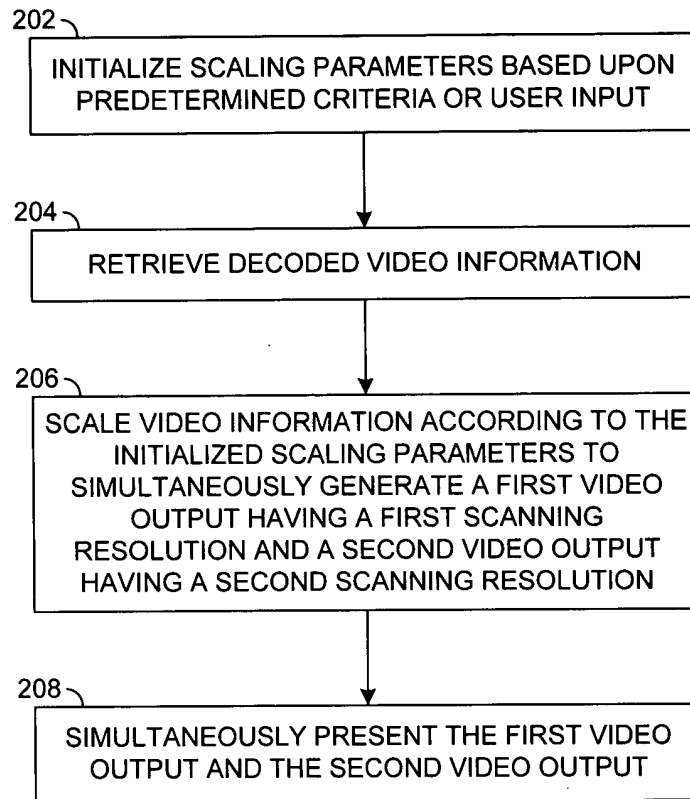 202
INITIALIZE SCALING PARAMETERS BASED UPON
PREDETERMINED CRITERIA OR USER INPUT
204
RETRIEVE DECODED VIDEO INFORMATION
206
SCALE VIDEO INFORMATION ACCORDING TO THE
INITIALIZED SCALING PARAMETERS TO
SIMULTANEOUSLY GENERATE A FIRST VIDEO
OUTPUT HAVING A FIRST SCANNING
RESOLUTION AND A SECOND VIDEO OUTPUT
HAVING A SECOND SCANNING RESOLUTION
208
SIMULTANEOUSLY PRESENT THE FIRST VIDEO
OUTPUT AND THE SECOND VIDEO OUTPUT